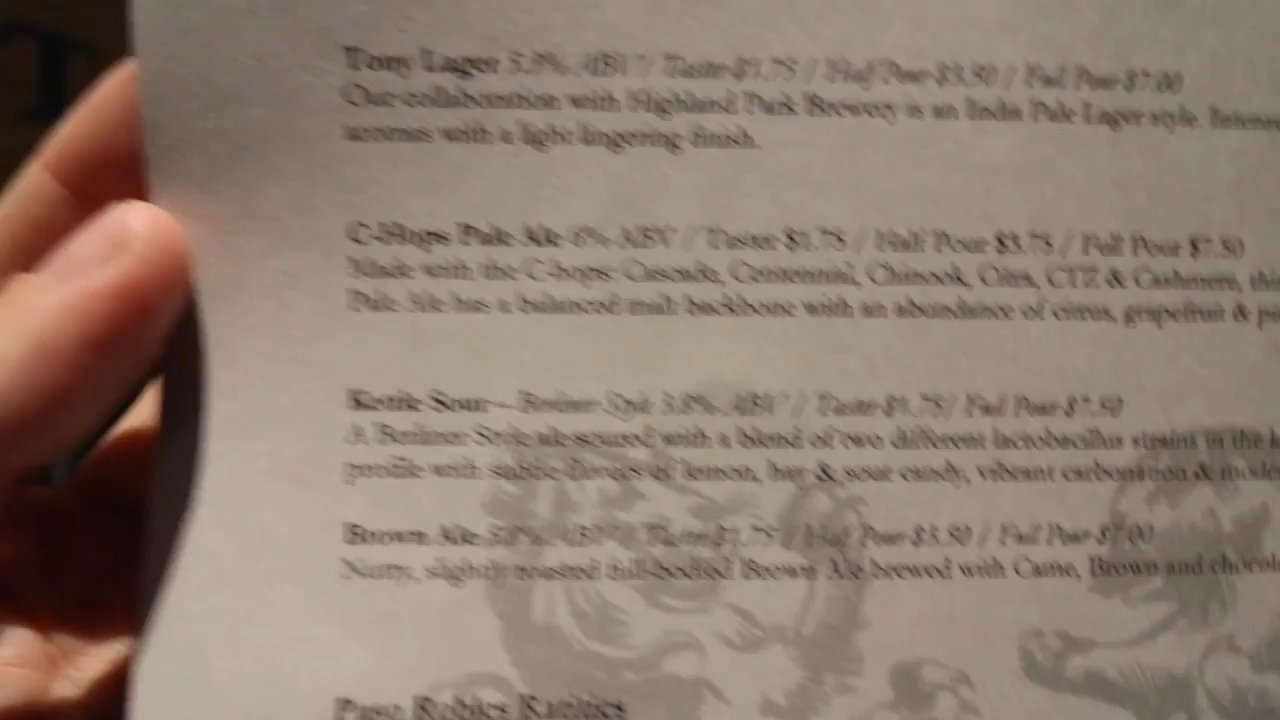 Tony Lager 5.5% ABV / Taster $1.75 / Half Pour $3.50 / Full Pour $7.00
Our collaboration with Highland Park Brewery is an India Pale Lager style.
aromas with a light lingering finish.
C-Hops Pale Ale 6% ABV / Taster $1.75 / Half Pour $3.75 / Full Pour $7.50
Made with the C-hops: Cascade, Centennial, Chinook, Citra, CTZ & Cashmere,
Pale Ale has a balanced malt backbone with an abundance of citrus, grapefruit &
Kettle Sour – Berliner Style 3.8% ABV / Taster $1.75/ Full Pour $7.50
A Berliner Style ale soured with a blend of two different lactobacillus strains in the
profile with subtle flavors of lemon, hay & sour candy, vibrant carbonation &
Brown Ale ABV / Taster $1.75 / Half Pour $3.50 / Full Pour $7.00
Nutty, slightly roasted full-bodied Brown Ale brewed with Brown and
Paso Robles